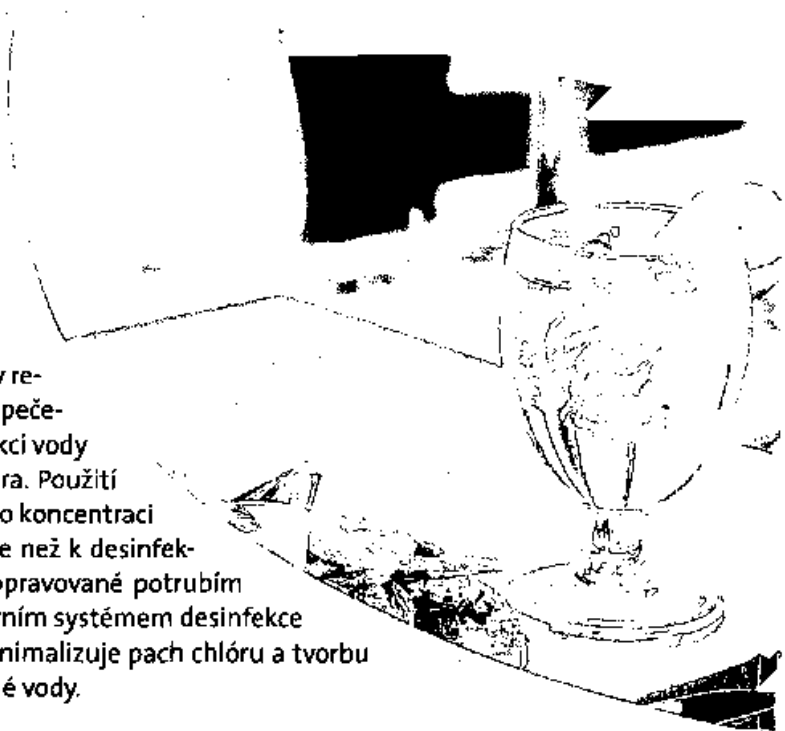 v re-
peče-
kci vody
ra. Použití
o koncentraci
e než k desinfek-
opravované potrubím
rním systémem desinfekce
nimalizuje pach chlóru a tvorbu
é vody.